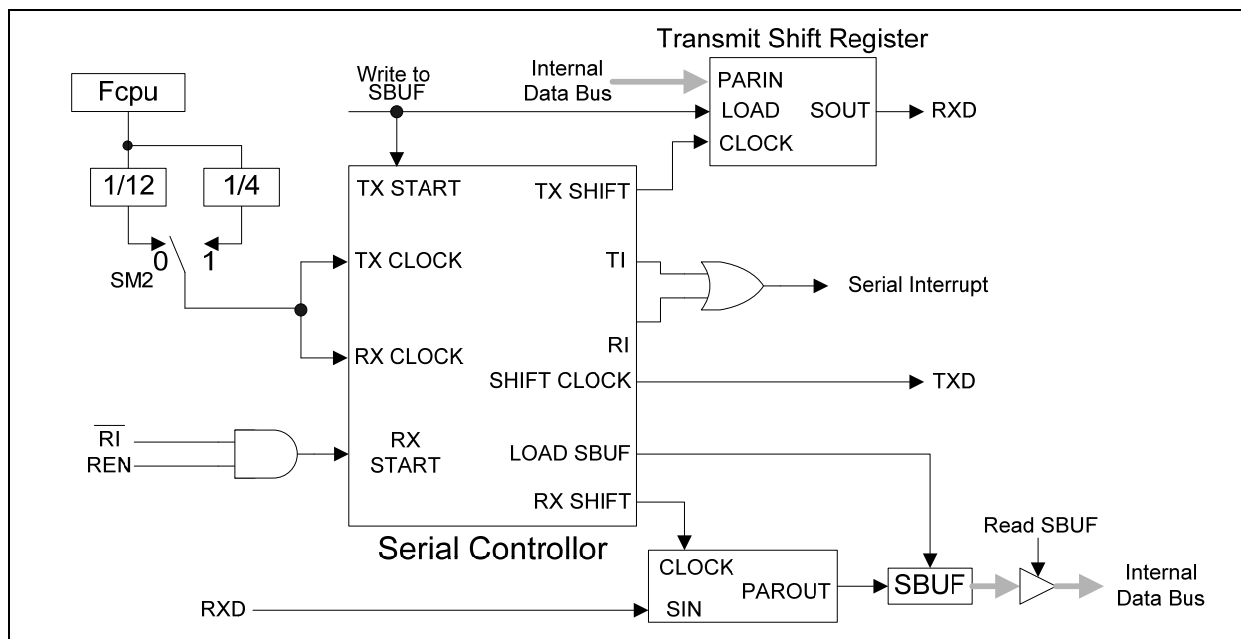 Transmit Shift Register
Fcpu
Write to
SBUF
Internal
Data Bus
PARIN
LOAD
SOUT
RXD
CLOCK
1/12
1/4
TX START
TX SHIFT
0
1
SM2
TX CLOCK
TI
Serial Interrupt
RX CLOCK
RI
SHIFT CLOCK
TXD
RI
REN
RX
START
LOAD SBUF
RX SHIFT
Serial Controllor
Read SBUF
CLOCK
PAROUT
SBUF
Internal
Data Bus
RXD
SIN